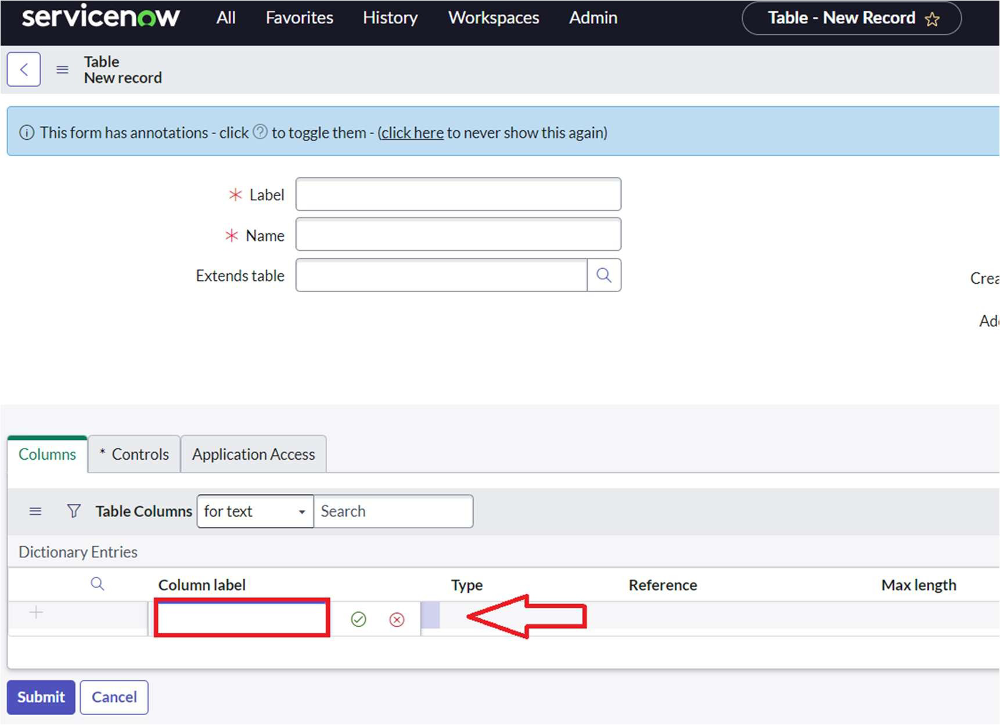 servicenow All Favorites History Workspaces Admin Table - New Record
Table
New record
This form has annotations - click ? to toggle them - (click here to never show this again)
* Label
* Name
Extends table
Crea
Ad
Columns * Controls Application Access
Table Columns for text Search
Dictionary Entries
Column label Type Reference Max length
Submit Cancel